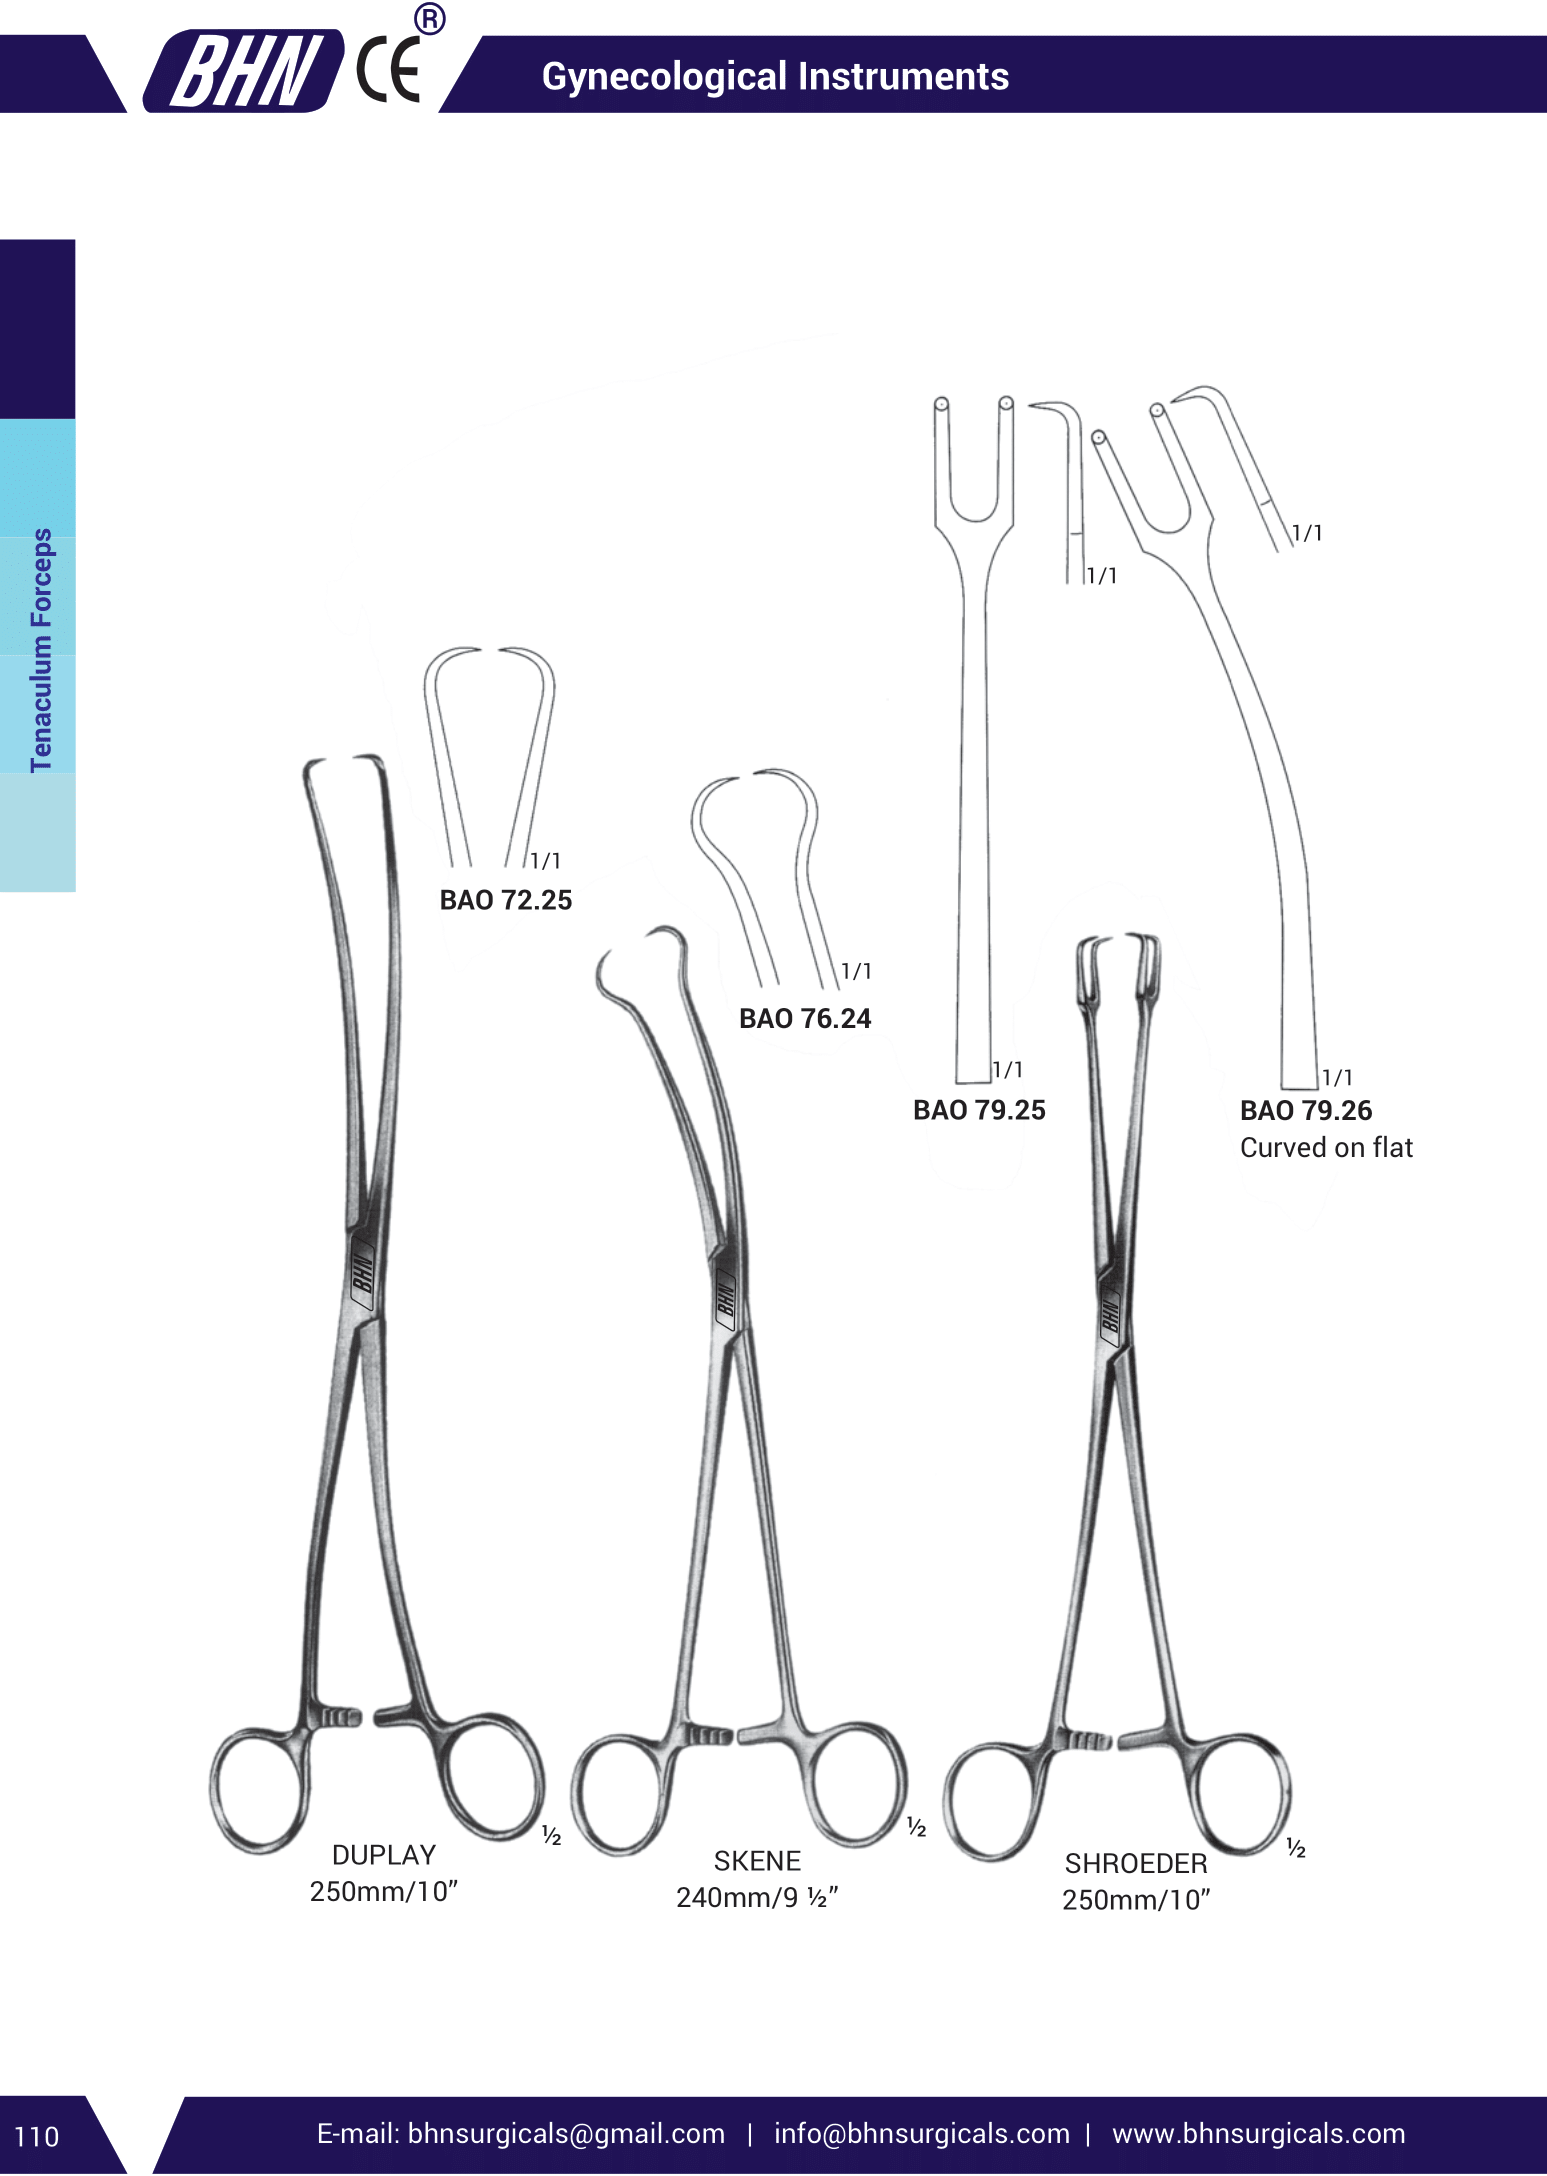 BHN CE ®
Gynecological Instruments
Tenaculum Forceps
1/1
1/1
1/1
BAO 72.25
1/1
BAO 76.24
1/1
BAO 79.25
1/1
BAO 79.26
Curved on flat
BHN
BHN
BHN
½
DUPLAY
250mm/10”
½
SKENE
240mm/9 ½”
½
SHROEDER
250mm/10”
110
E-mail: bhnsurgicals@gmail.com | info@bhnsurgicals.com | www.bhnsurgicals.com